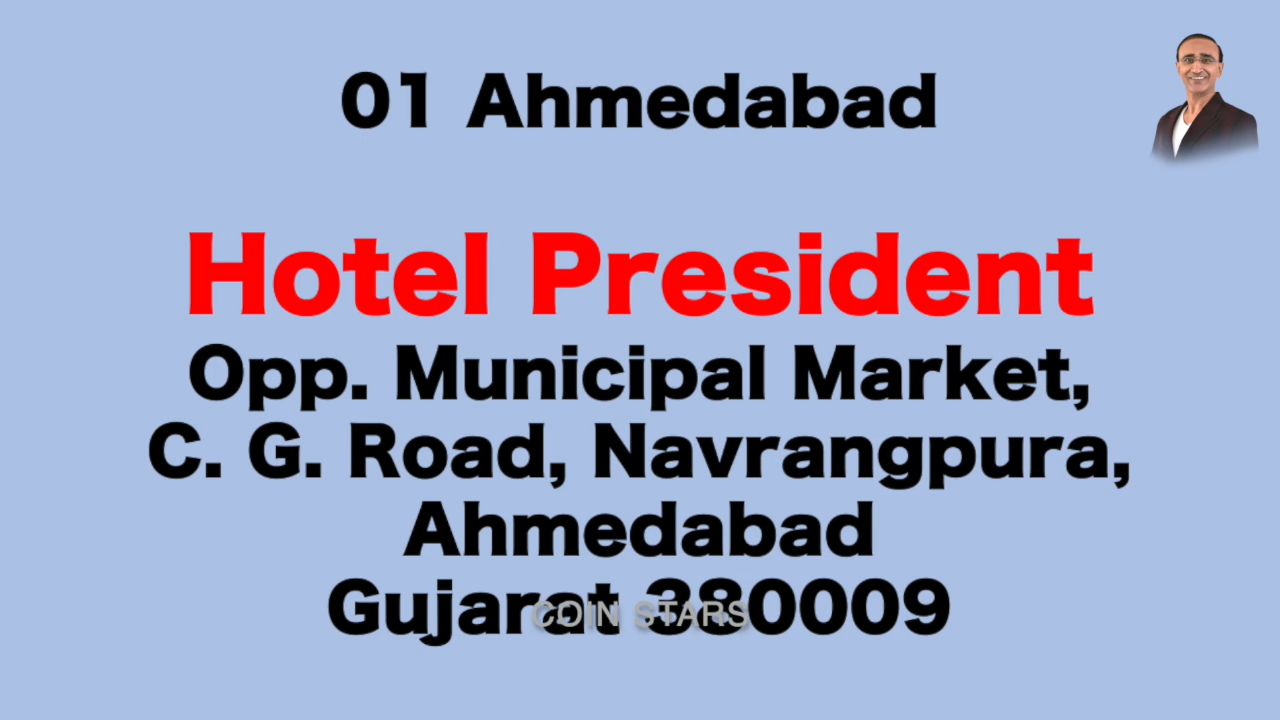 01 Ahmedabad
Hotel President
Opp. Municipal Market,
C. G. Road, Navrangpura,
Ahmedabad
Gujarat 380009
COIN STARS